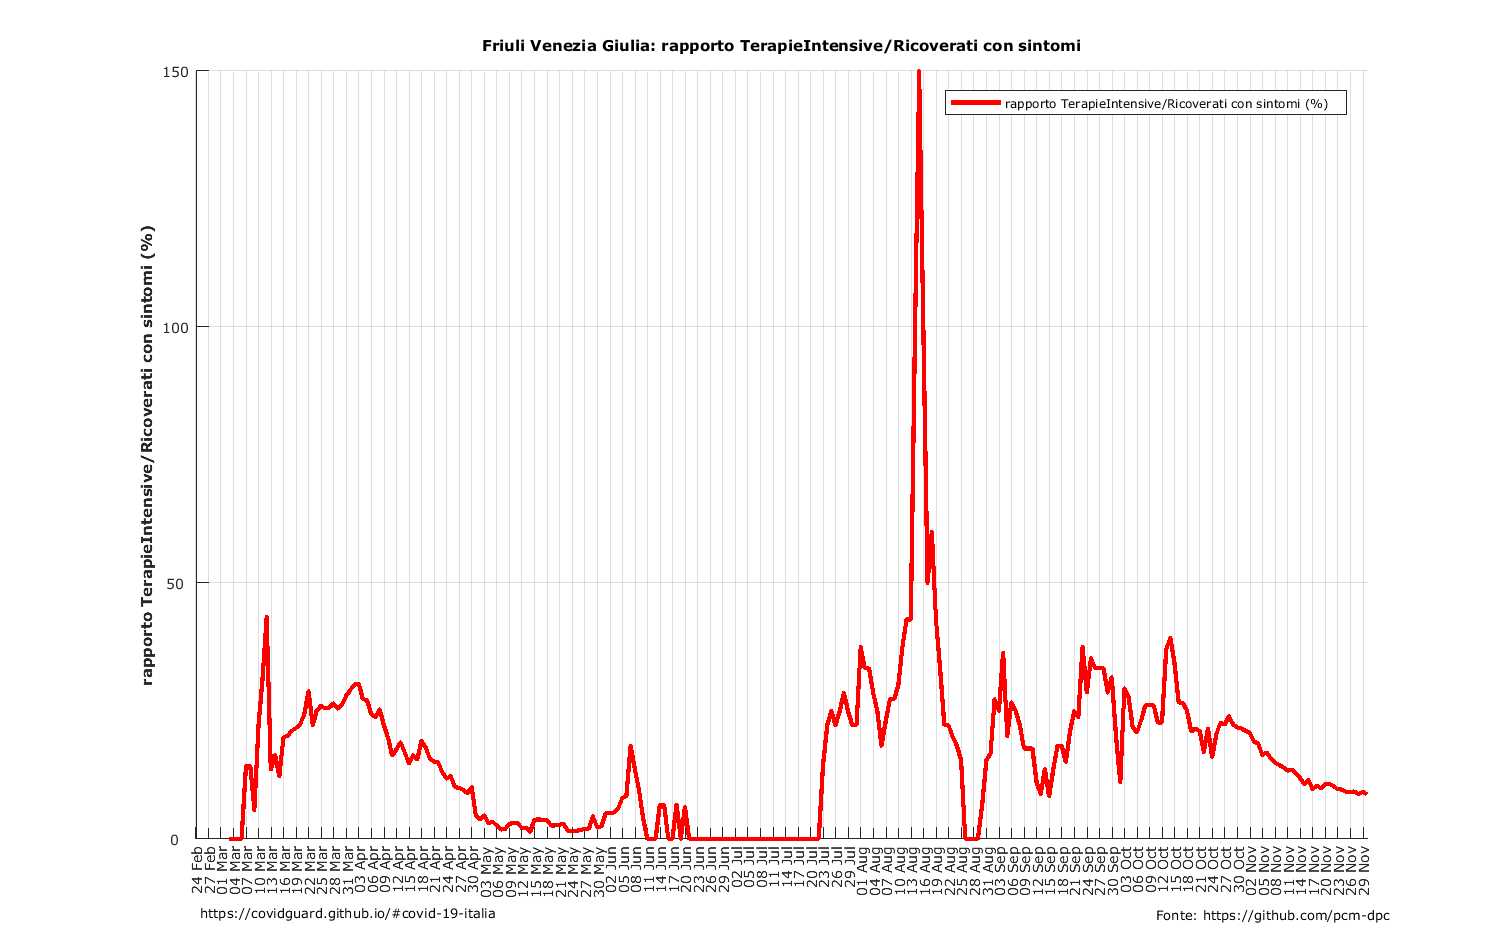 Friuli Venezia Giulia: rapporto TerapieIntensive/Ricoverati con sintomi
rapporto TerapieIntensive/Ricoverati con sintomi (%)
rapporto TerapieIntensive/Ricoverati con sintomi (%)
150
100
50
0
24 Feb
27 Feb
01 Mar
04 Mar
07 Mar
10 Mar
13 Mar
16 Mar
19 Mar
22 Mar
25 Mar
28 Mar
31 Mar
03 Apr
06 Apr
09 Apr
12 Apr
15 Apr
18 Apr
21 Apr
24 Apr
27 Apr
30 Apr
03 May
06 May
09 May
12 May
15 May
18 May
21 May
24 May
27 May
30 May
02 Jun
05 Jun
08 Jun
11 Jun
14 Jun
17 Jun
20 Jun
23 Jun
26 Jun
29 Jun
02 Jul
05 Jul
08 Jul
11 Jul
14 Jul
17 Jul
20 Jul
23 Jul
26 Jul
29 Jul
01 Aug
04 Aug
07 Aug
10 Aug
13 Aug
16 Aug
19 Aug
22 Aug
25 Aug
28 Aug
31 Aug
03 Sep
06 Sep
09 Sep
12 Sep
15 Sep
18 Sep
21 Sep
24 Sep
27 Sep
30 Sep
03 Oct
06 Oct
09 Oct
12 Oct
15 Oct
18 Oct
21 Oct
24 Oct
27 Oct
30 Oct
02 Nov
05 Nov
08 Nov
11 Nov
14 Nov
17 Nov
20 Nov
23 Nov
26 Nov
29 Nov
https://covidguard.github.io/#covid-19-italia
Fonte: https://github.com/pcm-dpc